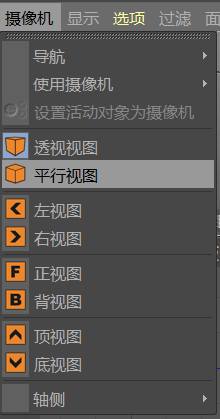 摄像机 显示 选项 过滤
导航
使用摄像机
设置活动对象为摄像机
透视视图
平行视图
左视图
右视图
F 正视图
B 背视图
顶视图
底视图
轴侧